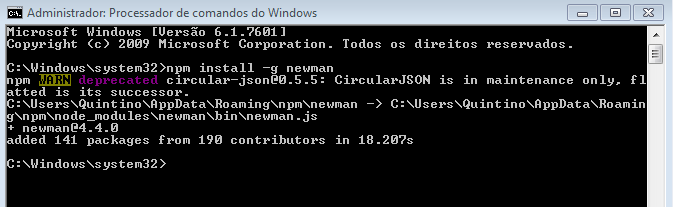 Administrador: Processador de comandos do Windows
Microsoft Windows [Versão 6.1.7601]
Copyright (c) 2009 Microsoft Corporation. Todos os direitos reservados.
C:\Windows\system32>npm install -g newman
npm WARN deprecated circular-json@0.5.5: CircularJSON is in maintenance only, fl
atted is its successor.
C:\Users\Quintino\AppData\Roaming\npm\newman -> C:\Users\Quintino\AppData\Roamin
g\npm\node_modules\newman\bin\newman.js
+ newman@4.4.0
added 141 packages from 190 contributors in 18.207s
C:\Windows\system32>